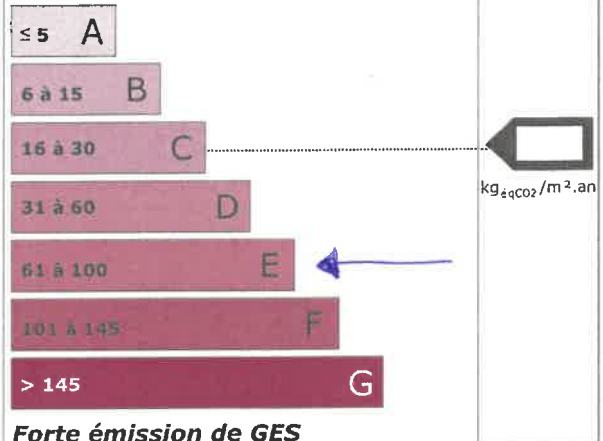 ≤ 5 A
6 à 15 B
16 à 30 C
31 à 60 D
61 à 100 E
101 à 145 F
> 145 G
kgéqCO2/m².an
Forte émission de GES